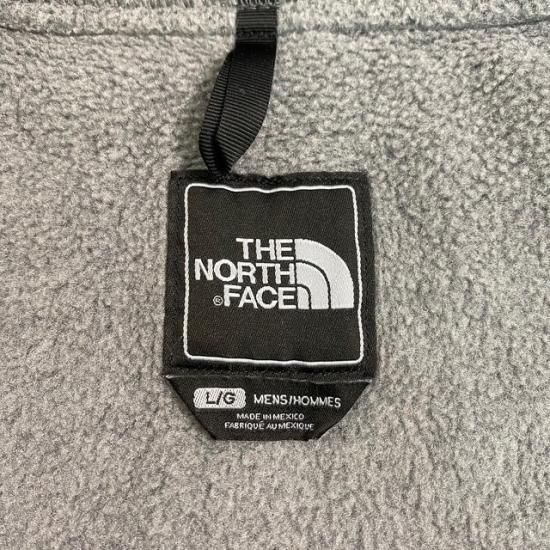 THE
NORTH
® FACE
L/G MENS/HOMMES
MADE IN MEXICO
FABRIQUÉ AU MEXIQUE